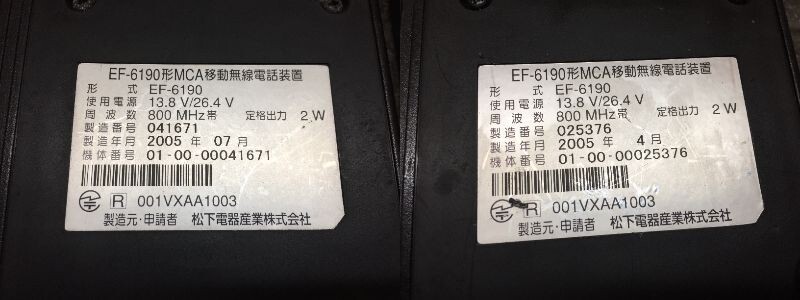 EF-6190形MCA移動無線電話装置
形 式 EF-6190
使用電源 13.8 V/26.4 V
周 波 数 800 MHz帯 定格出力 2 W
製造番号 041671
製造年月 2005 年 07 月
機体番号 01-00-00041671
R 001VXAA1003
製造元・申請者 松下電器産業株式会社
EF-6190形MCA移動無線電話装置
形 式 EF-6190
使用電源 13.8 V/26.4 V
周 波 数 800 MHz帯 定格出力 2 W
製造番号 025376
製造年月 2005 年 4 月
機体番号 01-00-00025376
R 001VXAA1003
製造元・申請者 松下電器産業株式会社